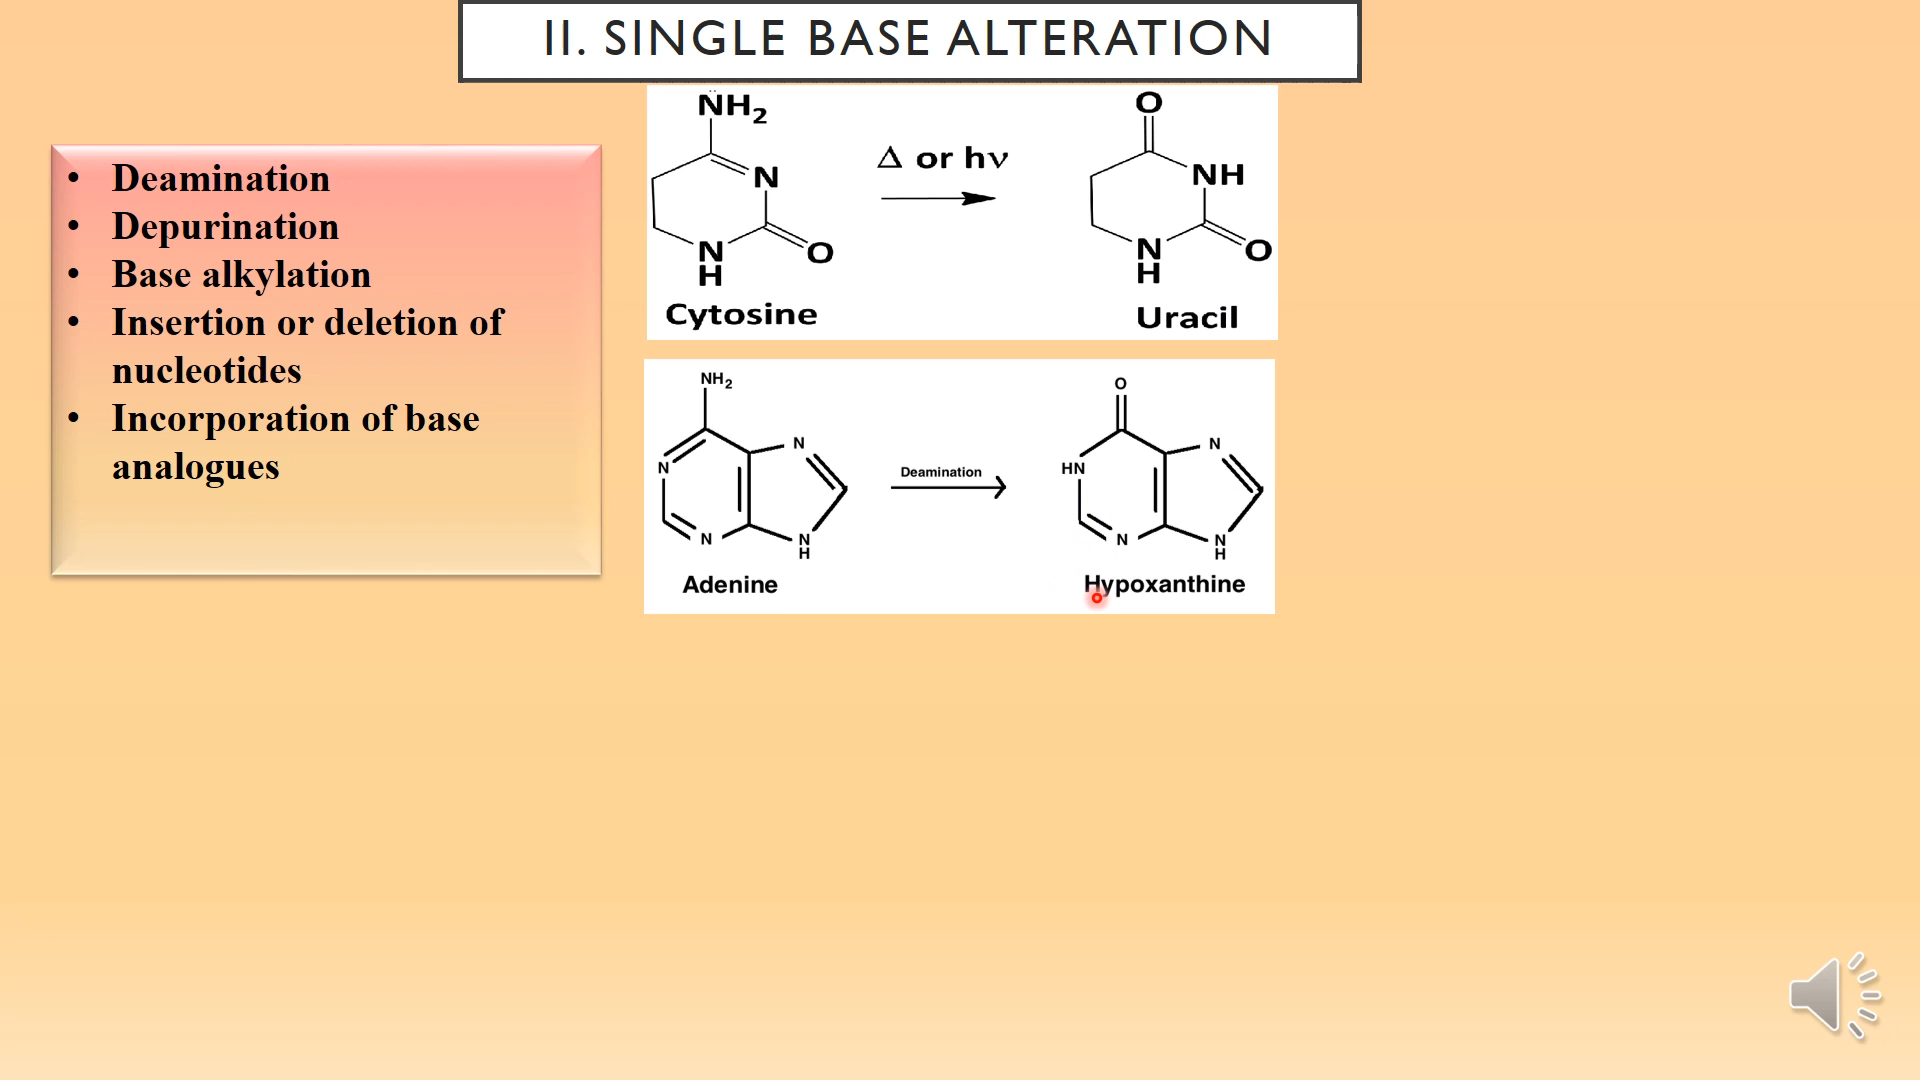 II. SINGLE BASE ALTERATION
• Deamination
• Depurination
• Base alkylation
• Insertion or deletion of
nucleotides
• Incorporation of base
analogues
NH2
N
N
H
O
Cytosine
Δ or hν
O
NH
N
H
O
Uracil
NH2
N
N
N
N
H
Adenine
Deamination
O
HN
N
N
N
H
Hypoxanthine